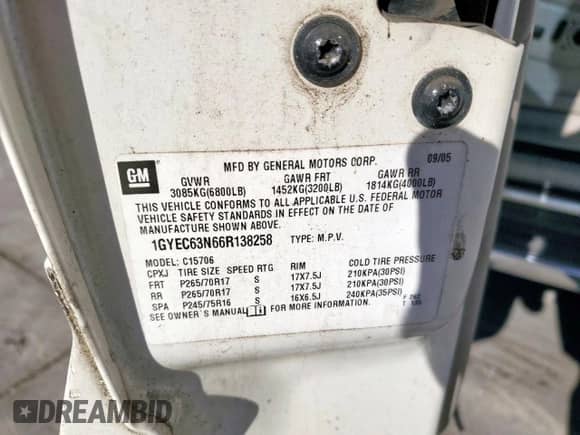 GM
MFD BY GENERAL MOTORS CORP. 09/05
GVWR GAWR FRT GAWR RR
3085KG(6800LB) 1452KG(3200LB) 1814KG(4000LB)
THIS VEHICLE CONFORMS TO ALL APPLICABLE U.S. FEDERAL MOTOR
VEHICLE SAFETY STANDARDS IN EFFECT ON THE DATE OF
MANUFACTURE SHOWN ABOVE.
1GYEC63N66R138258 TYPE: M.P.V.
MODEL: C15706
CPXJ TIRE SIZE SPEED RTG RIM COLD TIRE PRESSURE
FRT P265/70R17 S 17X7.5J 210KPA(30PSI)
RR P265/70R17 S 17X7.5J 210KPA(30PSI)
SPA P245/75R16 S 16X6.5J 240KPA(35PSI)
SEE OWNER'S MANUAL FOR MORE INFORMATION.
DREAMBID